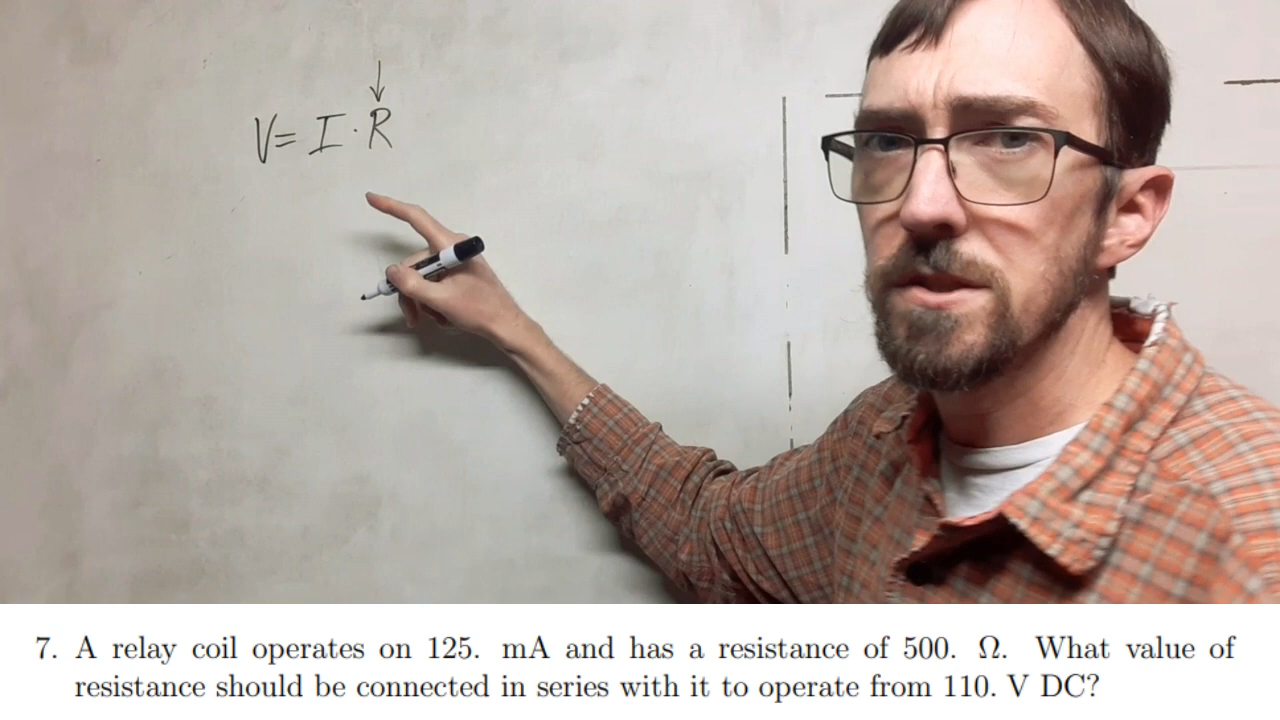 V = I · R
7. A relay coil operates on 125. mA and has a resistance of 500. Ω. What value of
resistance should be connected in series with it to operate from 110. V DC?